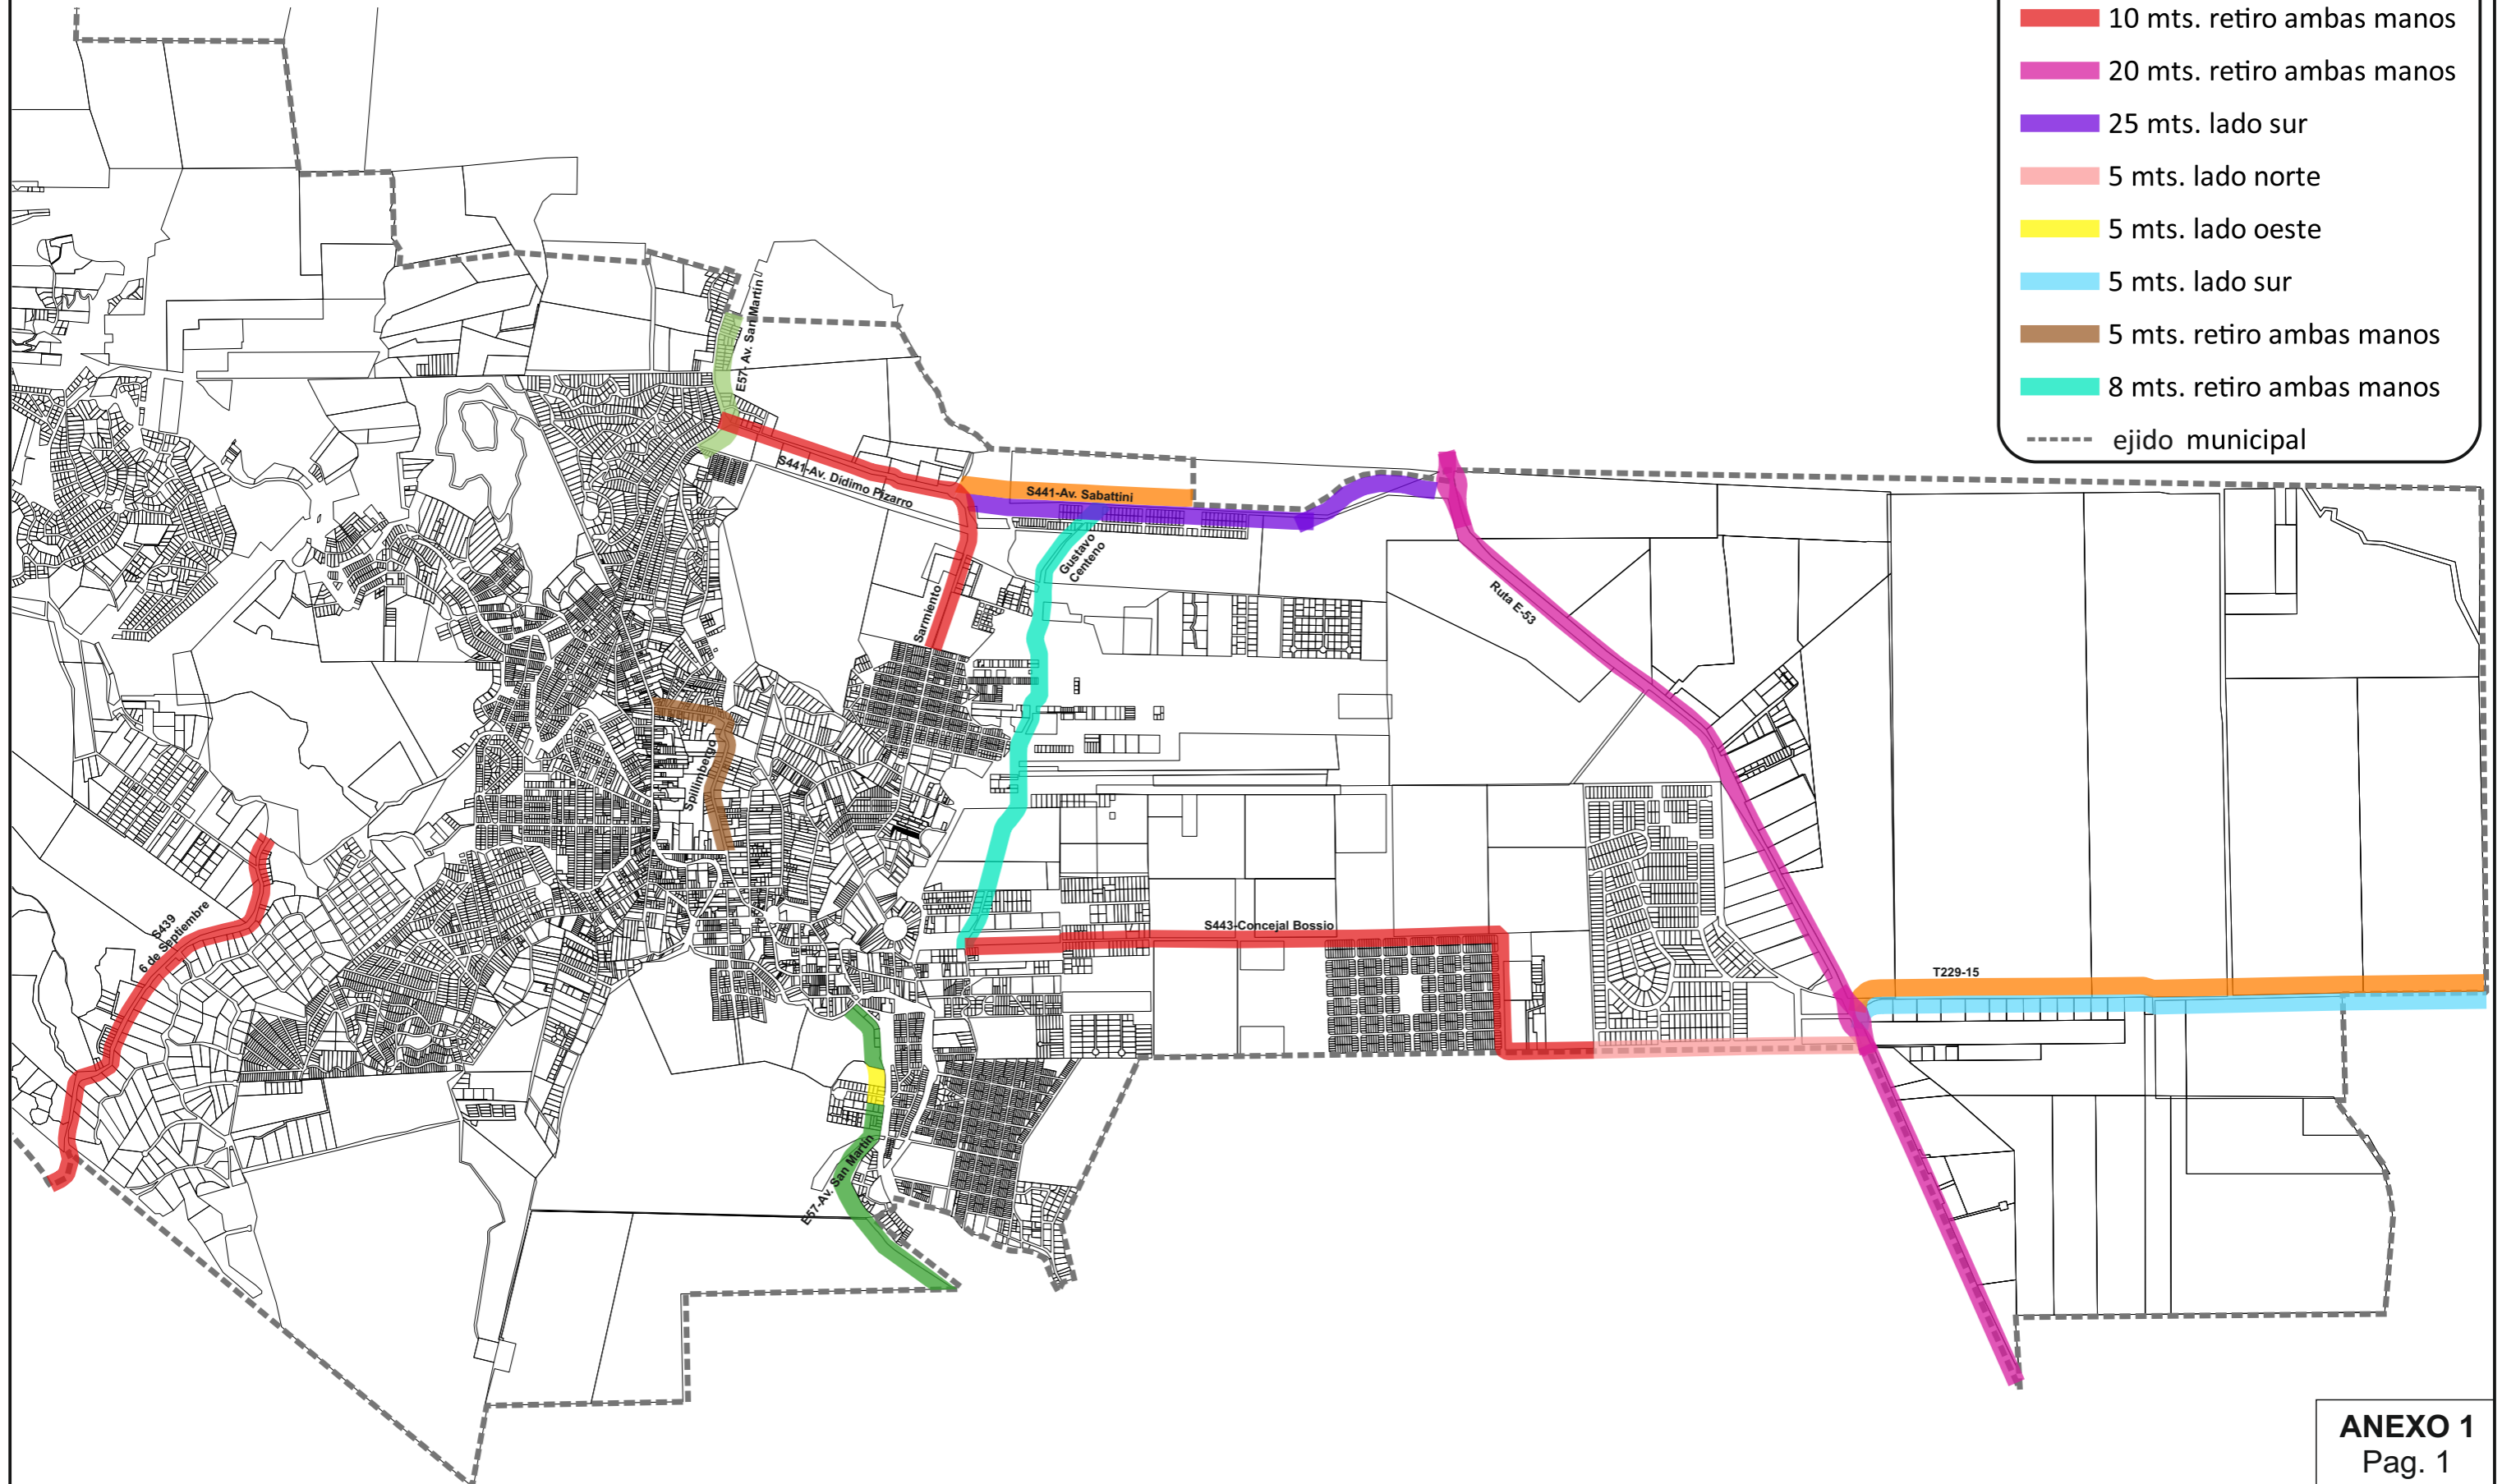 10 mts. retiro ambas manos
20 mts. retiro ambas manos
25 mts. lado sur
5 mts. lado norte
5 mts. lado oeste
5 mts. lado sur
5 mts. retiro ambas manos
8 mts. retiro ambas manos
ejido municipal
E57- Av. San Martín
S441-Av. Didimo Pizarro
S441-Av. Sabattini
Gustavo
Centeno
Sarmiento
Ruta E-53
Spilimbergo
S439
6 de Septiembre
S443-Concejal Bossio
T229-15
E57-Av. San Martín
ANEXO 1
Pag. 1